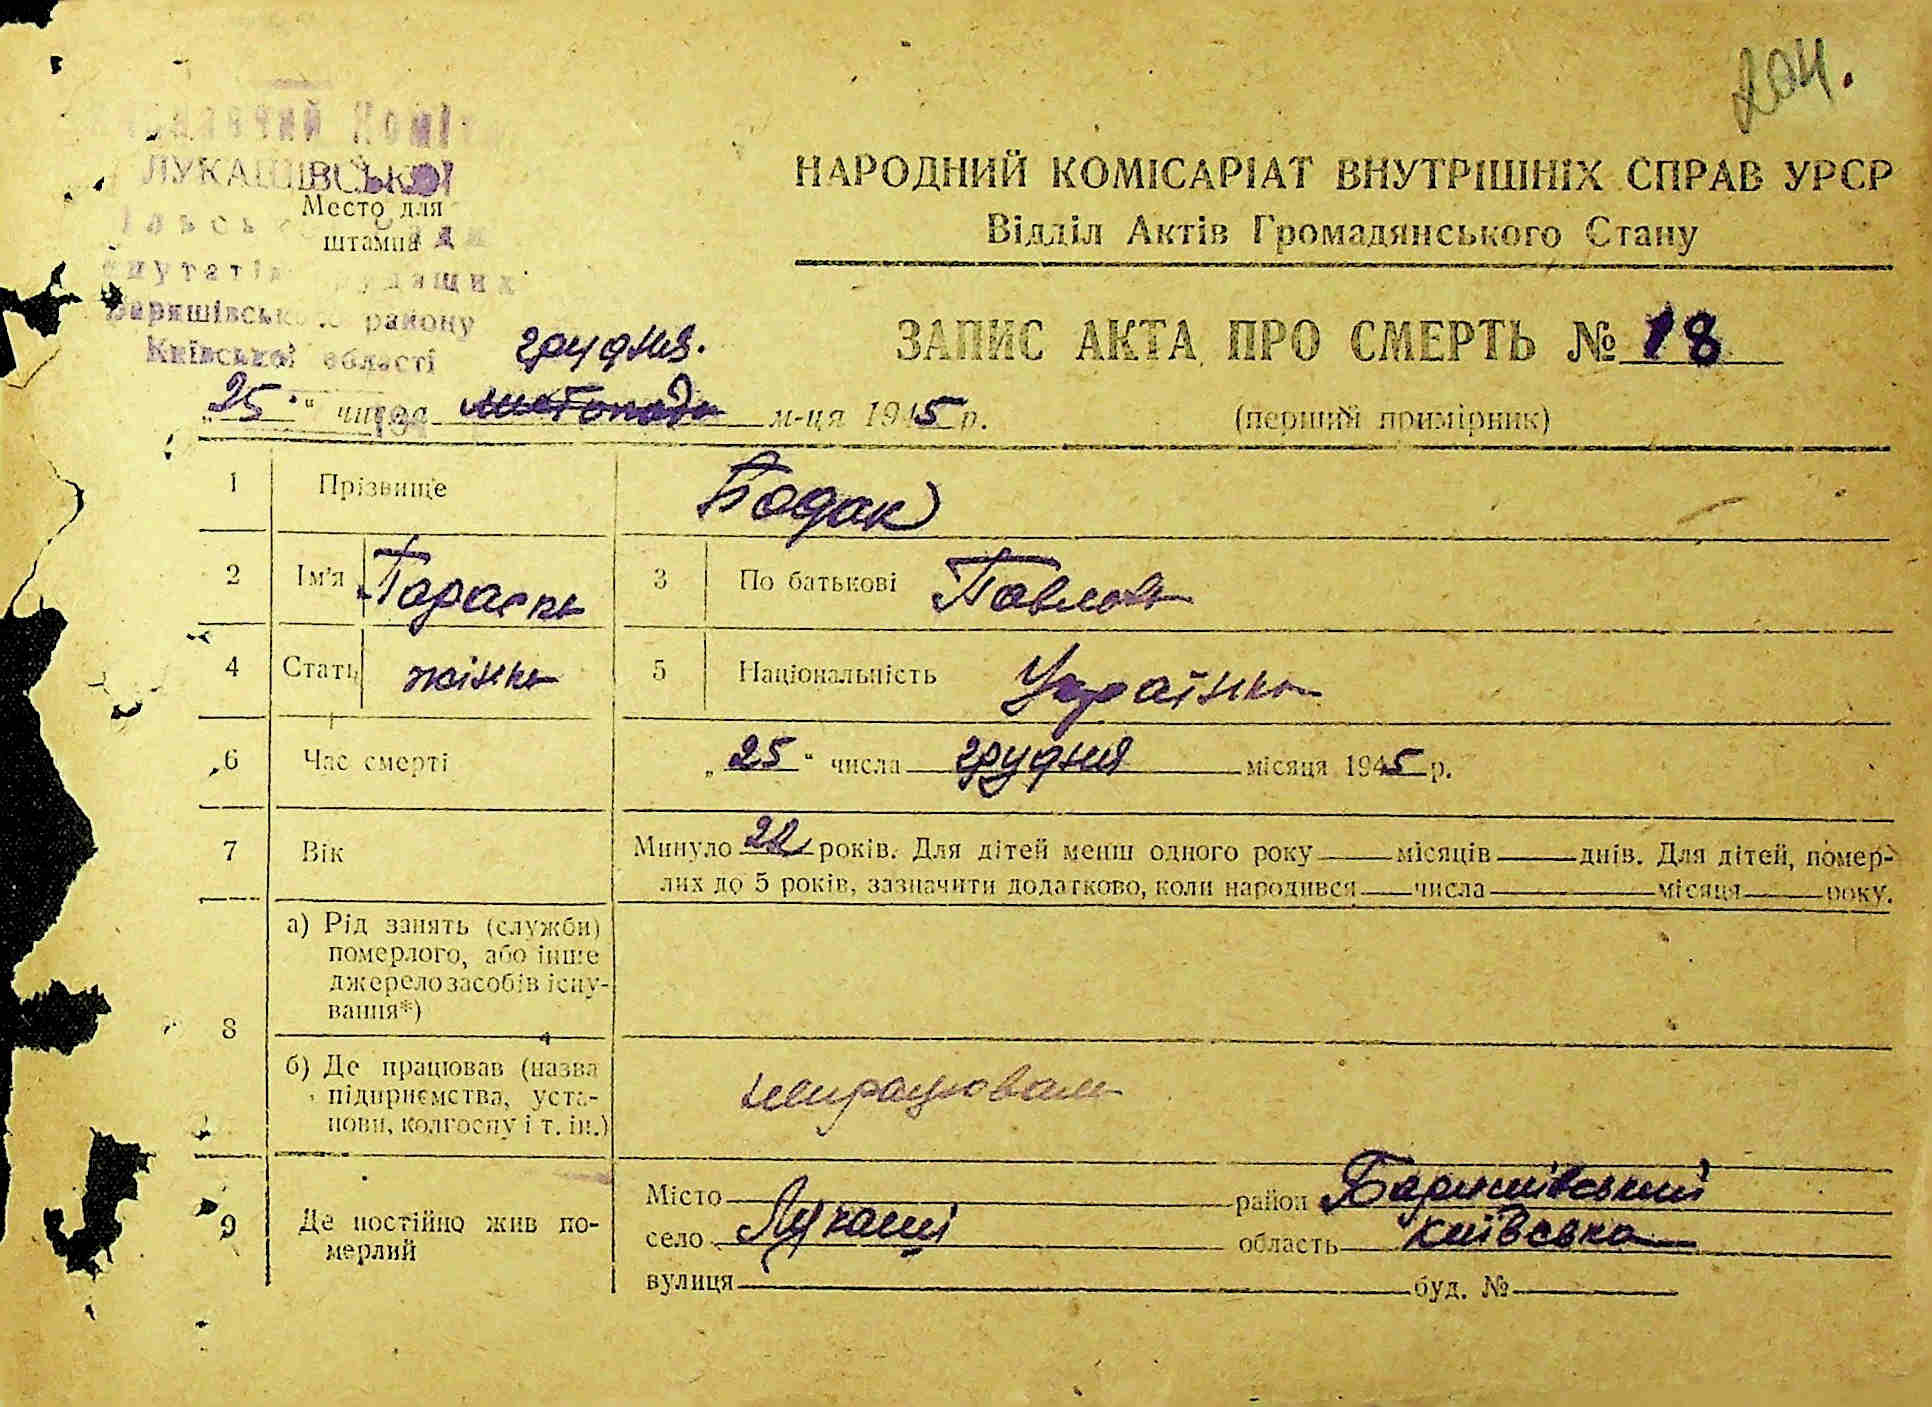 204.
ЛУКАШІВСЬКОЇ
Место для
штампа
Баришівського району
Київської області
НАРОДНИЙ КОМІСАРІАТ ВНУТРІШНІХ СПРАВ УРСР
Відділ Актів Громадянського Стану
ЗАПИС АКТА ПРО СМЕРТЬ № 18
(перший примірник)
грудня.
„25“ числа листопада м-ця 1945 р.
1 Прізвище Бодак
2 Ім'я 3 По батькові Павлов
4 Стать жінка 5 Національність Українка
6 Час смерті „25“ числа грудня місяця 1945 р.
7 Вік Минуло 22 років. Для дітей менш одного року місяців днів. Для дітей, помер-
лих до 5 років, зазначити додатково, коли народився числа місяця року.
8 а) Рід занять (служби)
померлого, або інше
джерело засобів існу-
вання*)
б) Де працював (назва
підприємства, уста-
нови, колгоспу і т. ін.)
непрацювала
9 Де постійно жив по-
мерлий
Місто район Баришівський
село Лукаші область київська
вулиця буд. №